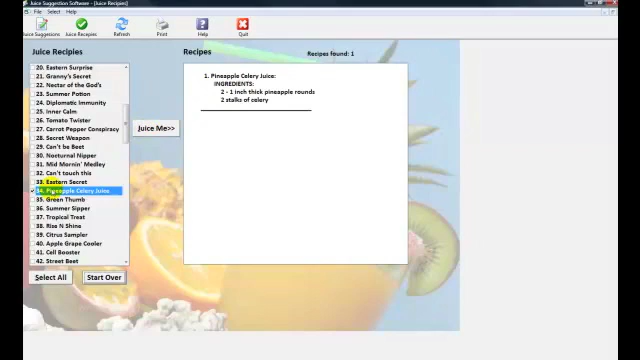 Juice Suggestion Software - [Juice Recipies]
File Select Help
Juice Suggestions
Juice Recipies
Refresh
Print
Help
Quit
Juice Recipies
Recipes
Recipes found: 1
20. Eastern Surprise
21. Granny's Secret
22. Nectar of the God's
23. Summer Potion
24. Diplomatic Immunity
25. Inner Calm
26. Tomato Twister
27. Carrot Pepper Conspiracy
28. Secret Weapon
29. Can't be Beet
30. Nocturnal Nipper
31. Mid Mornin' Medley
32. Can't touch this
33. Eastern Secret
34. Pineapple Celery Juice
35. Green Thumb
36. Summer Sipper
37. Tropical Treat
38. Rise N Shine
39. Citrus Sampler
40. Apple Grape Cooler
41. Cell Booster
42. Street Beet
Juice Me>>
1. Pineapple Celery Juice:
INGREDIENTS:
2 - 1 inch thick pineapple rounds
2 stalks of celery
Select All
Start Over